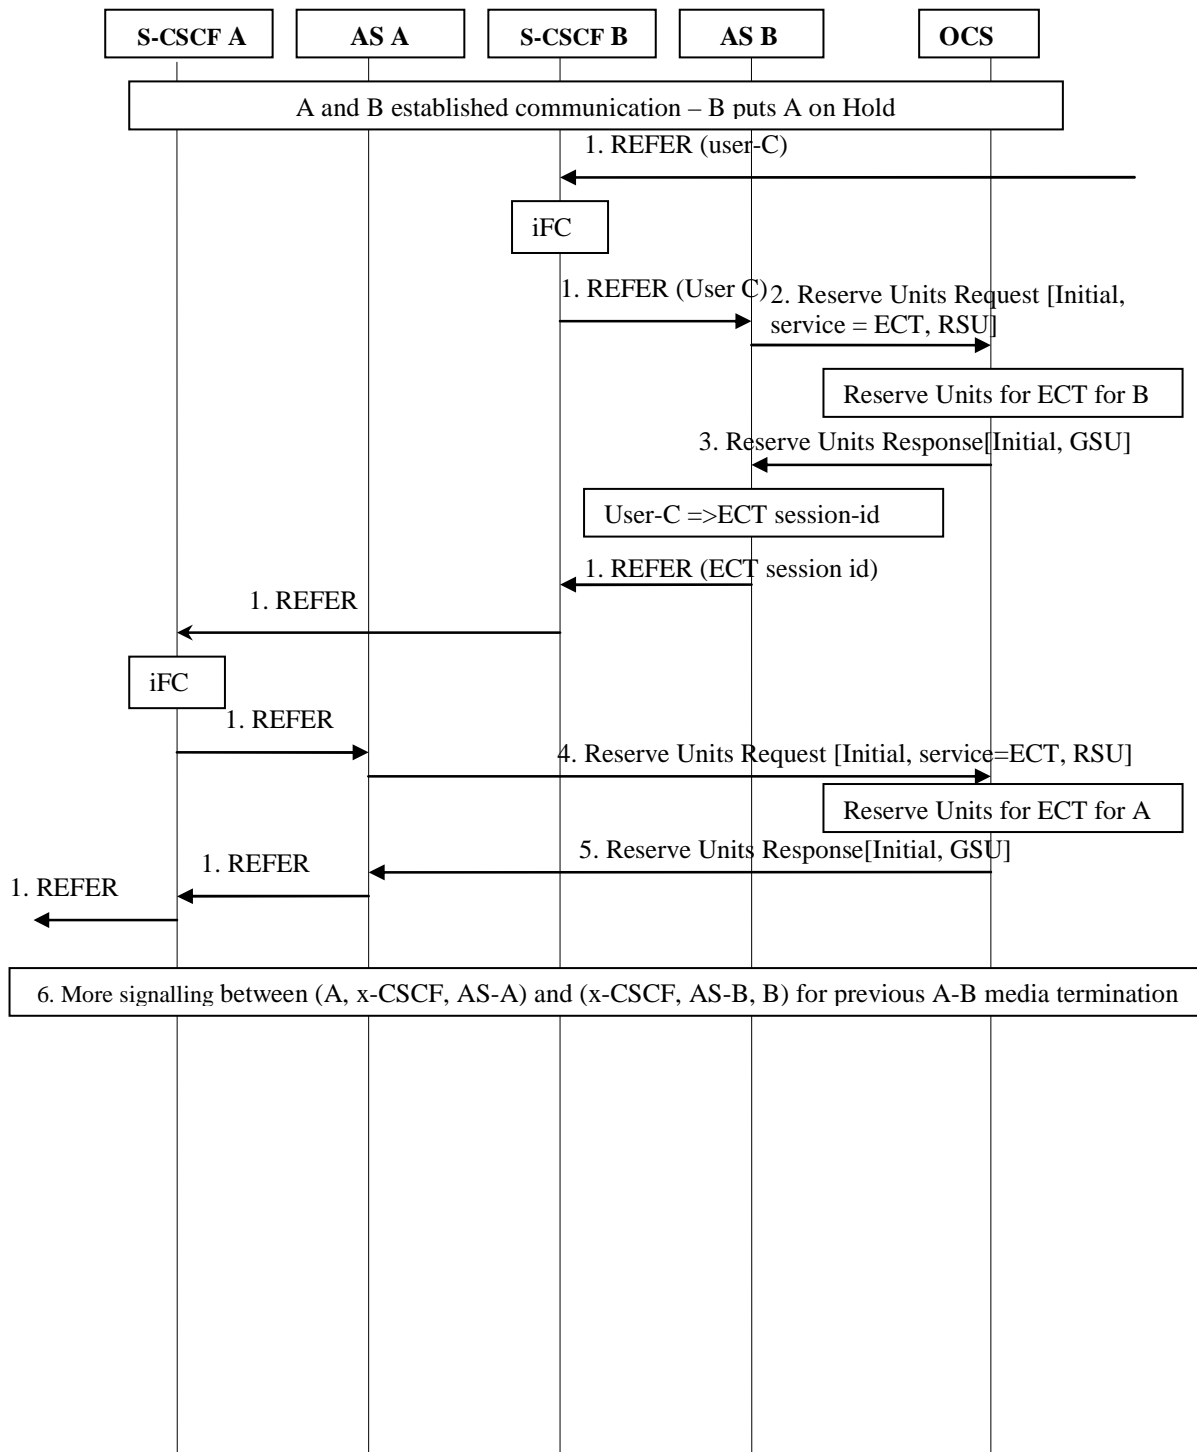 S-CSCF A
AS A
S-CSCF B
AS B
OCS
A and B established communication – B puts A on Hold
1. REFER (user-C)
iFC
1. REFER (User C)
2. Reserve Units Request [Initial,
service = ECT, RSU]
Reserve Units for ECT for B
3. Reserve Units Response[Initial, GSU]
User-C =>ECT session-id
1. REFER (ECT session id)
1. REFER
iFC
1. REFER
4. Reserve Units Request [Initial, service=ECT, RSU]
Reserve Units for ECT for A
5. Reserve Units Response[Initial, GSU]
1. REFER
1. REFER
6. More signalling between (A, x-CSCF, AS-A) and (x-CSCF, AS-B, B) for previous A-B media termination